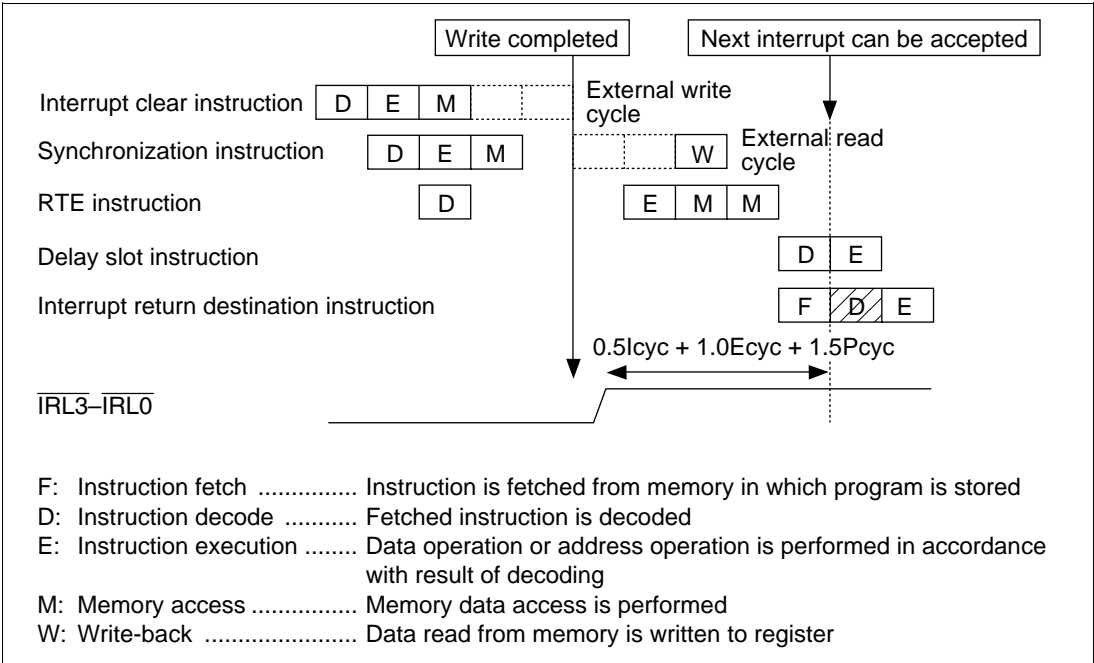 Write completed
Next interrupt can be accepted
Interrupt clear instruction D E M External write
cycle
Synchronization instruction D E M W External read
cycle
RTE instruction D E M M
Delay slot instruction D E
Interrupt return destination instruction F D E
0.5Icyc + 1.0Ecyc + 1.5Pcyc
IRL3–IRL0
F: Instruction fetch ............... Instruction is fetched from memory in which program is stored
D: Instruction decode ........... Fetched instruction is decoded
E: Instruction execution ........ Data operation or address operation is performed in accordance
with result of decoding
M: Memory access ................ Memory data access is performed
W: Write-back ...................... Data read from memory is written to register